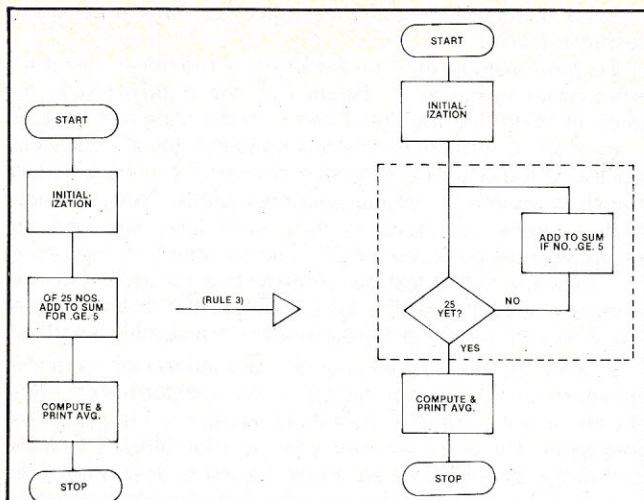 START
INITIAL-
IZATION
OF 25 NOS.
ADD TO SUM
FOR .GE. 5
COMPUTE &
PRINT AVG.
STOP
(RULE 3)
START
INITIAL-
IZATION
ADD TO SUM
IF NO. .GE. 5
25
YET?
NO
YES
COMPUTE &
PRINT AVG.
STOP